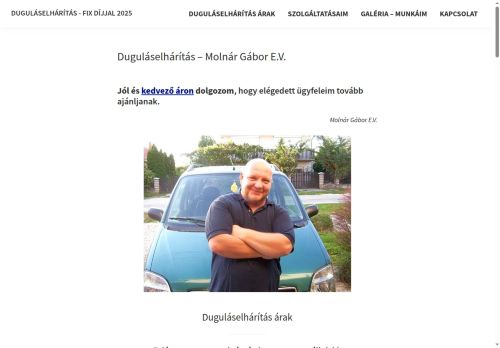 DUGULÁSELHÁRÍTÁS - FIX DÍJJAL 2025
DUGULÁSELHÁRÍTÁS ÁRAK SZOLGÁLTATÁSAIM GALÉRIA – MUNKÁIM KAPCSOLAT
Duguláselhárítás – Molnár Gábor E.V.
Jól és kedvező áron dolgozom, hogy elégedett ügyfeleim tovább
ajánljanak.
Molnár Gábor E.V.
Duguláselhárítás árak